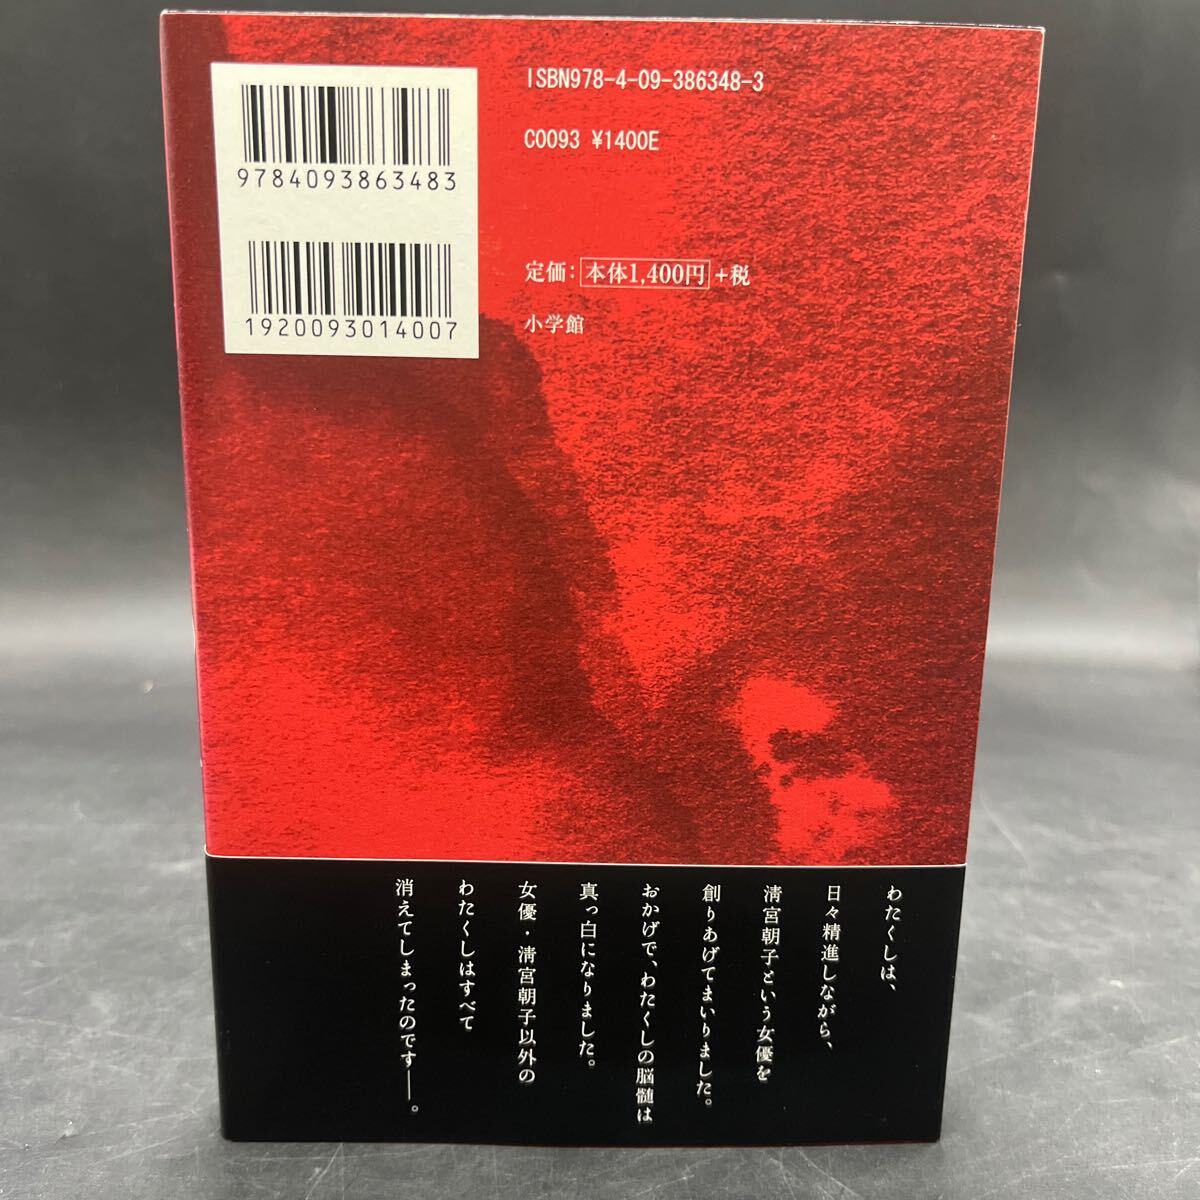 ISBN978-4-09-386348-3
C0093 ¥1400E
9784093863483
1920093014007
定価：本体1,400円＋税
小学館
わたくしは、
日々精進しながら、
淸宮朝子という女優を
創りあげてまいりました。
おかげで、わたくしの脳髄は
真っ白になりました。
女優・淸宮朝子以外の
わたくしはすべて
消えてしまったのです――。